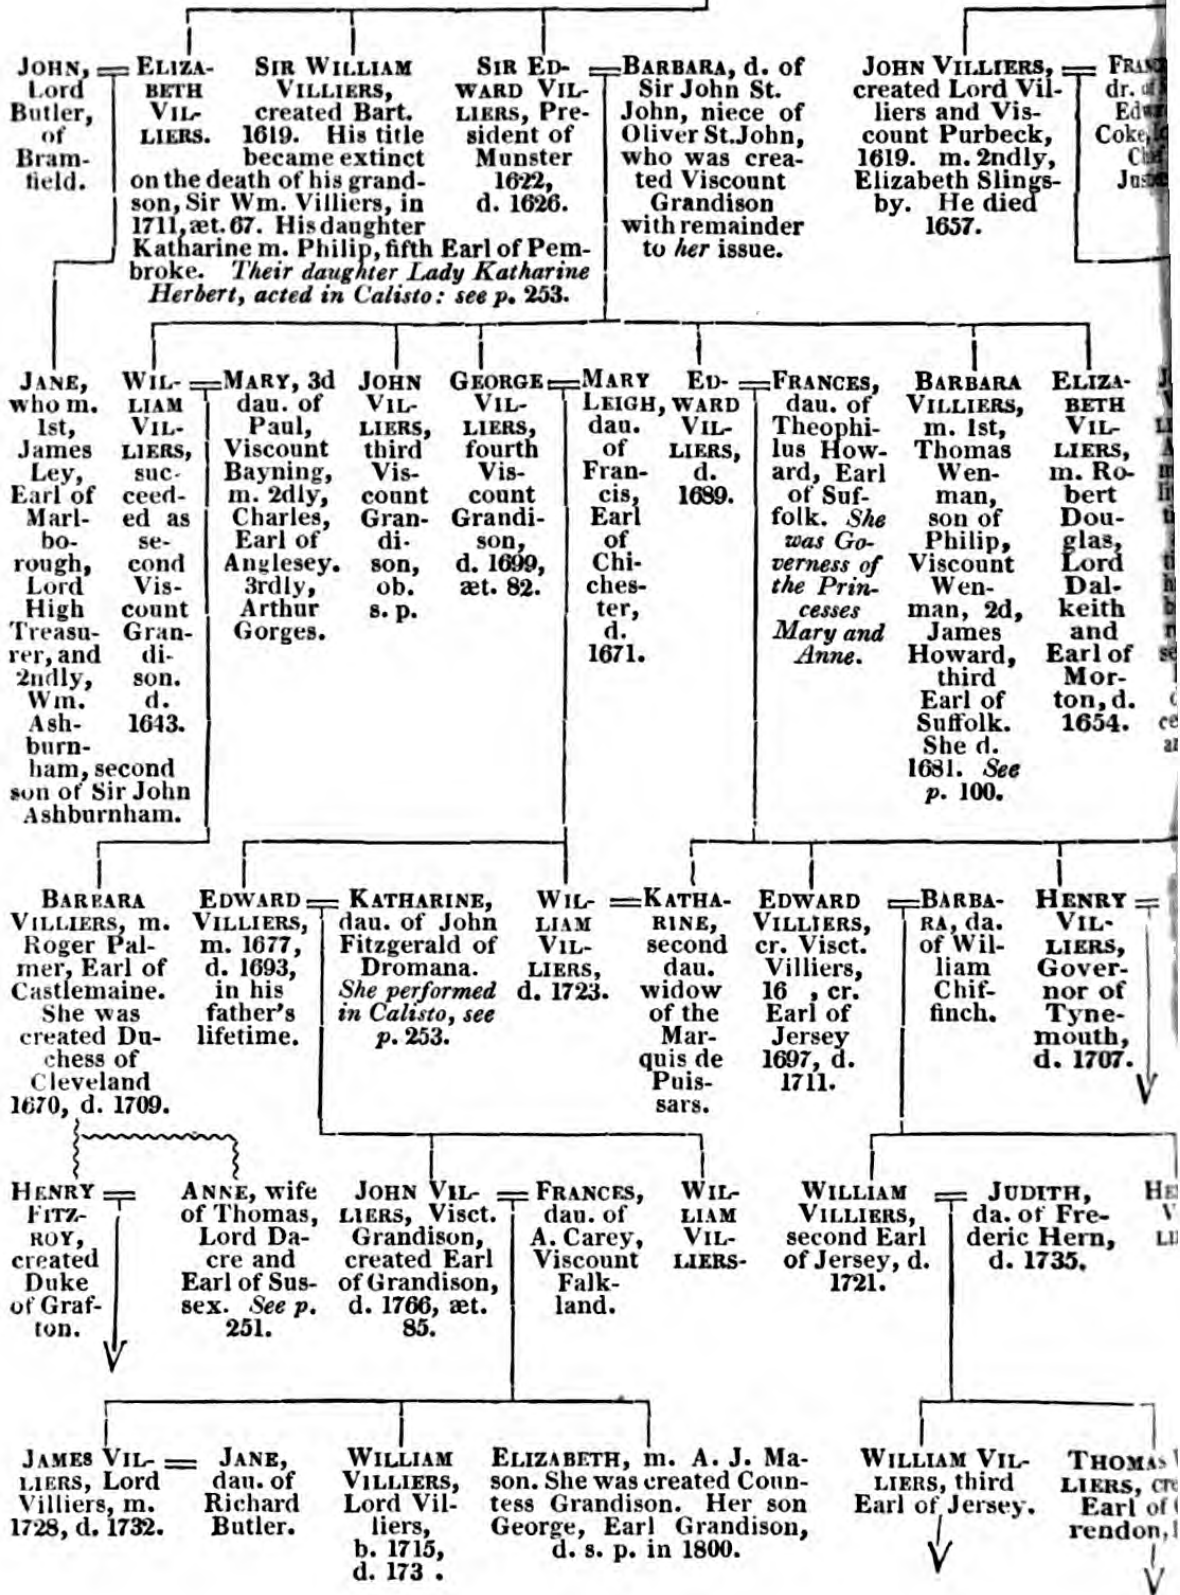 JOHN,
Lord
Butler,
of
Bram-
field.
ELIZA-
BETH
VIL-
LIERS.
SIR WILLIAM
VILLIERS,
created Bart.
1619. His title
became extinct
on the death of his grand-
son, Sir Wm. Villiers, in
1711, æt. 67. His daughter
Katharine m. Philip, fifth Earl of Pem-
broke. Their daughter Lady Katharine
Herbert, acted in Calisto: see p. 253.
SIR ED-
WARD VIL-
LIERS, Pre-
sident of
Munster
1622,
d. 1626.
BARBARA, d. of
Sir John St.
John, niece of
Oliver St. John,
who was crea-
ted Viscount
Grandison
with remainder
to her issue.
JOHN VILLIERS,
created Lord Vil-
liers and Vis-
count Purbeck,
1619. m. 2ndly,
Elizabeth Slings-
by. He died
1657.
dr.
Coke,
JANE,
who m.
1st,
James
Ley,
Earl of
Marl-
bo-
rough,
Lord
High
Treasu-
rer, and
2ndly,
Wm.
Ash-
burn-
ham, second
son of Sir John
Ashburnham.
WIL-
LIAM
VIL-
LIERS,
suc-
ceed-
ed as
se-
cond
Vis-
count
Gran-
di-
son.
d.
1643.
MARY, 3d
dau. of
Paul,
Viscount
Bayning,
m. 2dly,
Charles,
Earl of
Anglesey.
3rdly,
Arthur
Gorges.
JOHN
VIL-
LIERS,
third
Vis-
count
Gran-
di-
son,
ob.
s. p.
GEORGE
VIL-
LIERS,
fourth
Vis-
count
Grandi-
son,
d. 1699,
æt. 82.
MARY
LEIGH,
dau.
of
Fran-
cis,
Earl
of
Chi-
ches-
ter,
d.
1671.
ED-
WARD
VIL-
LIERS,
d.
1689.
FRANCES,
dau. of
Theophi-
lus How-
ard, Earl
of Suf-
folk. She
was Go-
verness of
the Prin-
cesses
Mary and
Anne.
BARBARA
VILLIERS,
m. 1st,
Thomas
Wen-
man,
son of
Philip,
Viscount
Wen-
man, 2d,
James
Howard,
third
Earl of
Suffolk.
She d.
1681. See
p. 100.
ELIZA-
BETH
VIL-
LIERS,
m. Ro-
bert
Dou-
glas,
Lord
Dal-
keith
and
Earl of
Mor-
ton, d.
1654.
BARBARA
VILLIERS, m.
Roger Pal-
mer, Earl of
Castlemaine.
She was
created Du-
chess of
Cleveland
1670, d. 1709.
EDWARD
VILLIERS,
m. 1677,
d. 1693,
in his
father's
lifetime.
KATHARINE,
dau. of John
Fitzgerald of
Dromana.
She performed
in Calisto, see
p. 253.
WIL-
LIAM
VIL-
LIERS,
d. 1723.
KATHA-
RINE,
second
dau.
widow
of the
Mar-
quis de
Puis-
sars.
EDWARD
VILLIERS,
cr. Visct.
Villiers,
16 , cr.
Earl of
Jersey
1697, d.
1711.
BARBA-
RA, da.
of Wil-
liam
Chif-
finch.
HENRY
VIL-
LIERS,
Gover-
nor of
Tyne-
mouth,
d. 1707.
HENRY
FITZ-
ROY,
created
Duke
of Graf-
ton.
ANNE, wife
of Thomas,
Lord Da-
cre and
Earl of Sus-
sex. See p.
251.
JOHN VIL-
LIERS, Visct.
Grandison,
created Earl
of Grandison,
d. 1766, æt.
85.
FRANCES,
dau. of
A. Carey,
Viscount
Falk-
land.
WIL-
LIAM
VIL-
LIERS-
WILLIAM
VILLIERS,
second Earl
of Jersey, d.
1721.
JUDITH,
da. of Fre-
deric Hern,
d. 1735.
JAMES VIL-
LIERS, Lord
Villiers, m.
1728, d. 1732.
JANE,
dau. of
Richard
Butler.
WILLIAM
VILLIERS,
Lord Vil-
liers,
b. 1715,
d. 173 .
ELIZABETH, m. A. J. Ma-
son. She was created Coun-
tess Grandison. Her son
George, Earl Grandison,
d. s. p. in 1800.
WILLIAM VIL-
LIERS, third
Earl of Jersey.
THOMAS
LIERS,
Earl of
rendon,